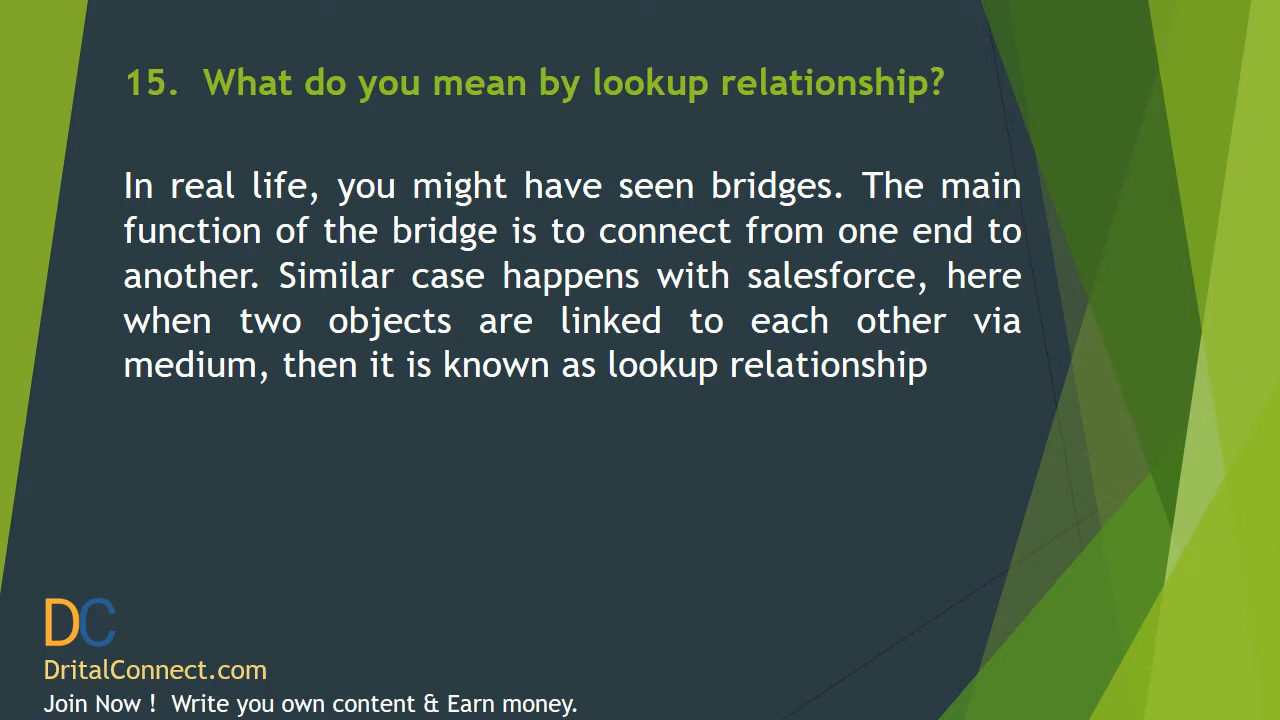 15. What do you mean by lookup relationship?
In real life, you might have seen bridges. The main
function of the bridge is to connect from one end to
another. Similar case happens with salesforce, here
when two objects are linked to each other via
medium, then it is known as lookup relationship
DC
DritalConnect.com
Join Now ! Write you own content & Earn money.